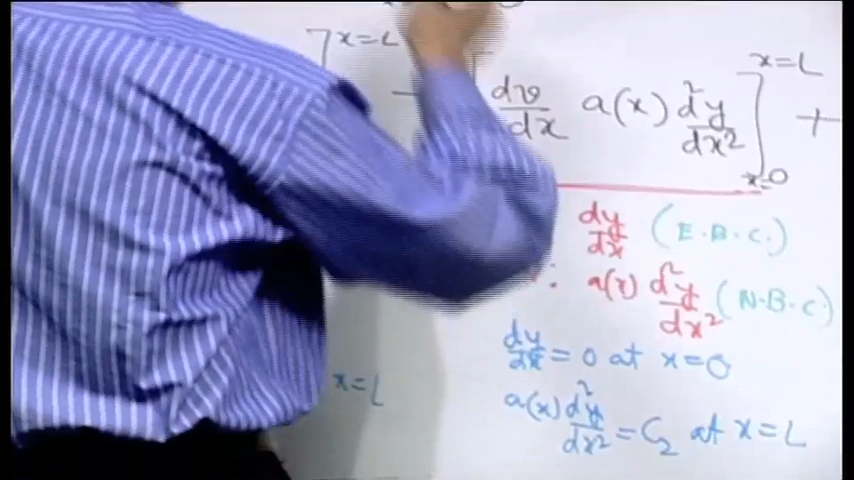 x=L
dv/dx a(x) d²y/dx² ] x=L x=0 +
dy/dx (E.B.C.)
: a(x) d²y/dx² (N.B.C.)
dy/dx = 0 at x=0
x=L
a(x) d²y/dx² = C₂ at x=L